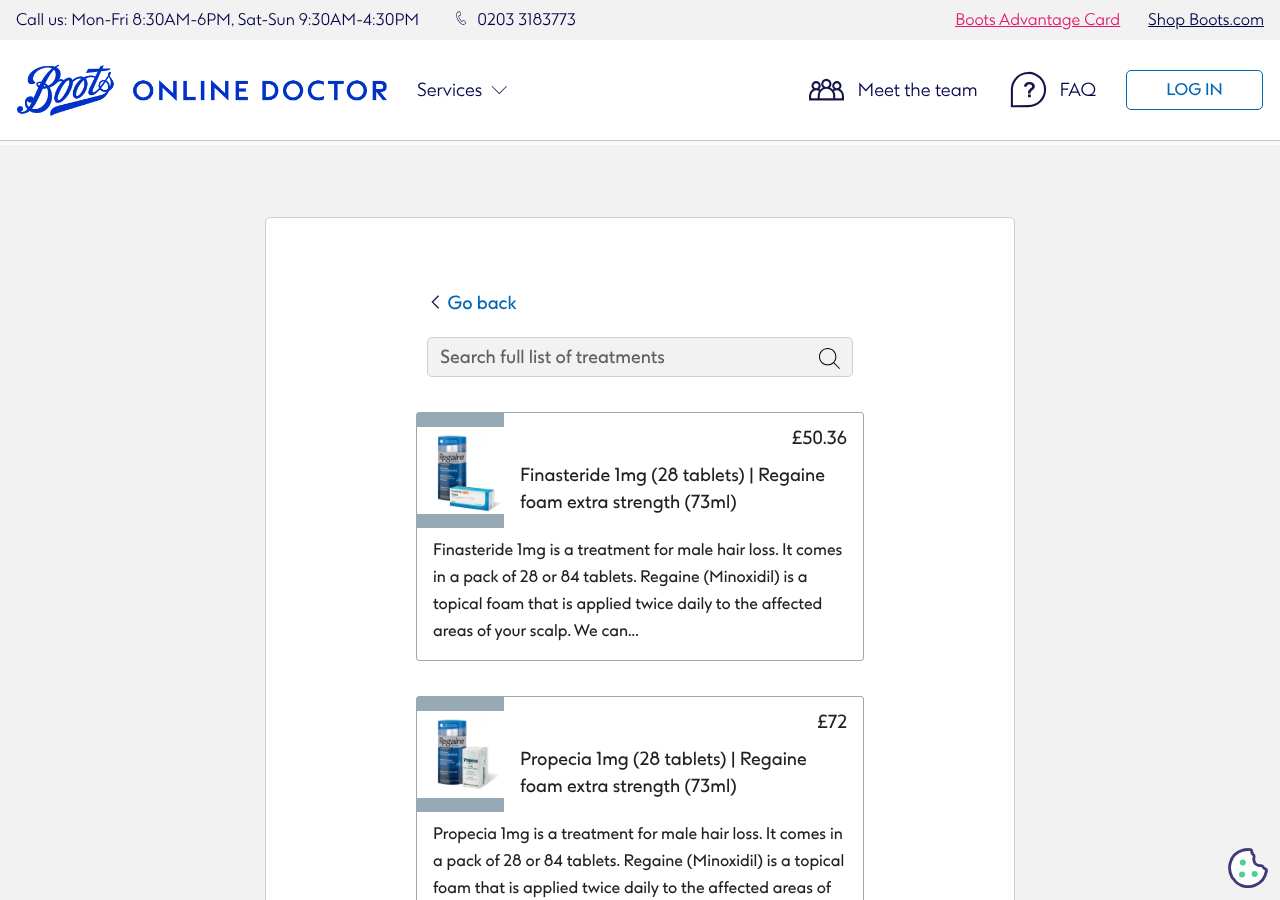 Call us: Mon-Fri 8:30AM-6PM, Sat-Sun 9:30AM-4:30PM
0203 3183773
Boots Advantage Card
Shop Boots.com
Boots ONLINE DOCTOR
Services
Meet the team
FAQ
LOG IN
Go back
Search full list of treatments
£50.36
Regaine
Finasteride 1mg (28 tablets) | Regaine
foam extra strength (73ml)
Finasteride 1mg is a treatment for male hair loss. It comes
in a pack of 28 or 84 tablets. Regaine (Minoxidil) is a
topical foam that is applied twice daily to the affected
areas of your scalp. We can...
£72
Regaine
Propecia
Propecia 1mg (28 tablets) | Regaine
foam extra strength (73ml)
Propecia 1mg is a treatment for male hair loss. It comes in
a pack of 28 or 84 tablets. Regaine (Minoxidil) is a topical
foam that is applied twice daily to the affected areas of